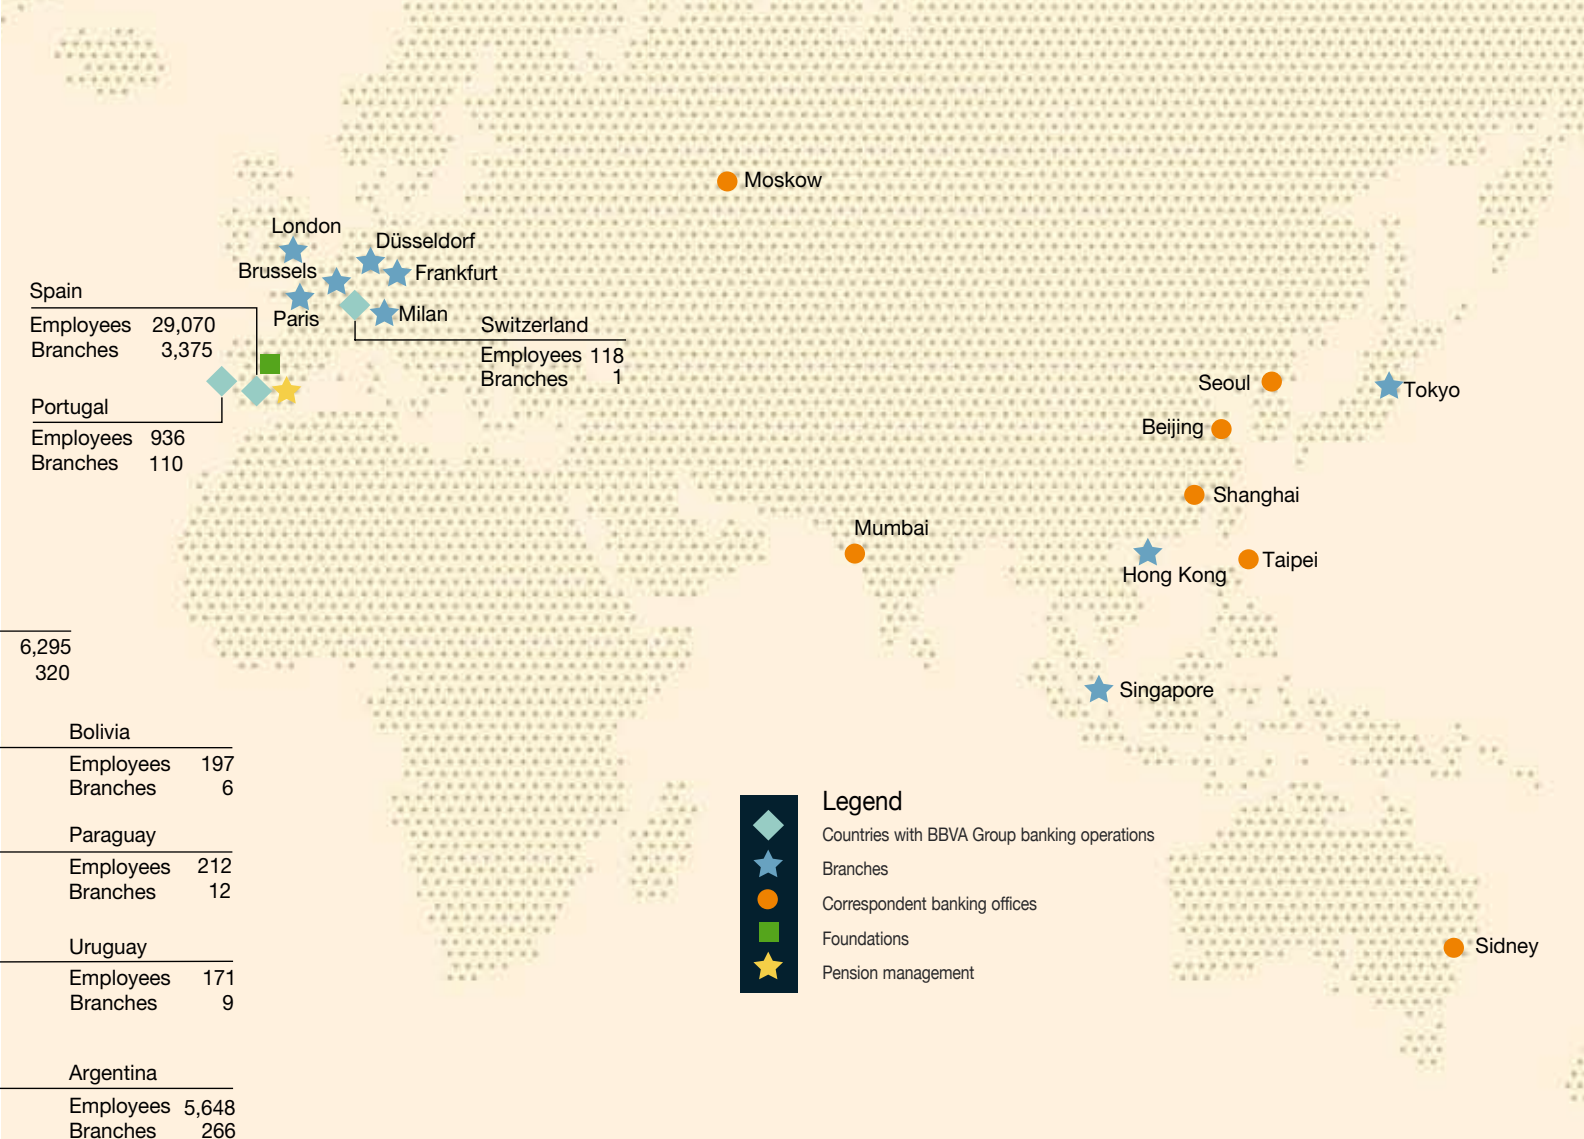 Moskow
London
Düsseldorf
Brussels
Frankfurt
Spain
Paris
Milan
Employees 29,070
Branches 3,375
Switzerland
Employees 118
Branches 1
Portugal
Employees 936
Branches 110
Seoul
Tokyo
Beijing
Shanghai
Mumbai
Taipei
Hong Kong
6,295
320
Singapore
Bolivia
Employees 197
Branches 6
Paraguay
Employees 212
Branches 12
Uruguay
Employees 171
Branches 9
Argentina
Employees 5,648
Branches 266
Legend
Countries with BBVA Group banking operations
Branches
Correspondent banking offices
Foundations
Pension management
Sidney